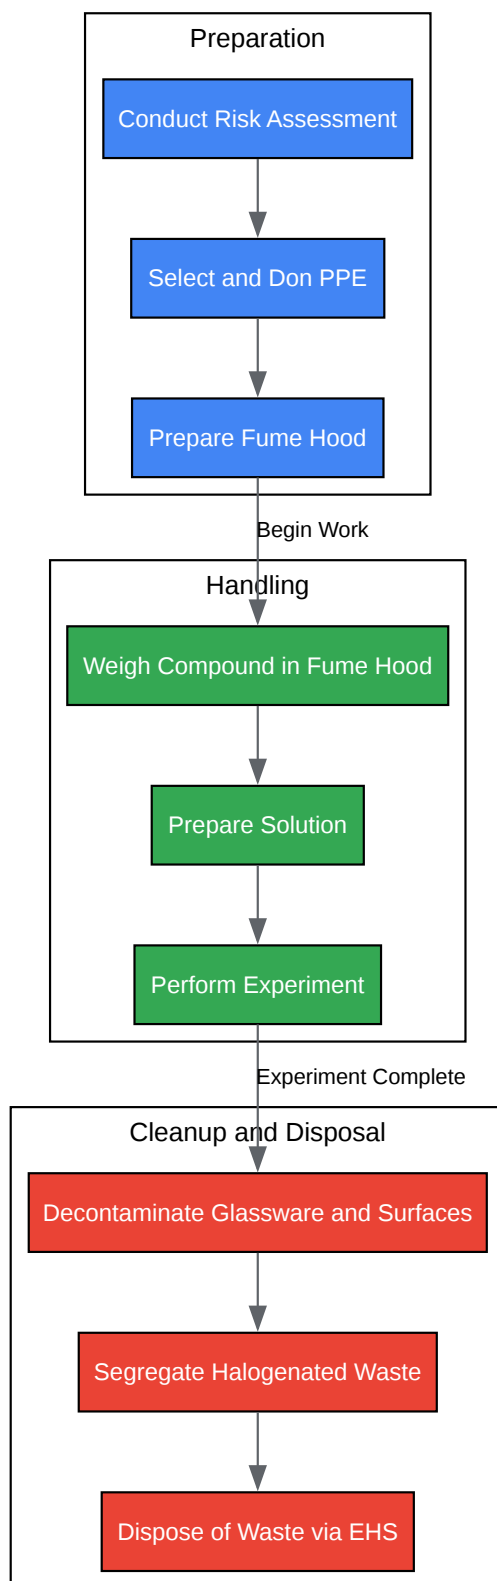 Preparation
Conduct Risk Assessment
Select and Don PPE
Prepare Fume Hood
Begin Work
Handling
Weigh Compound in Fume Hood
Prepare Solution
Perform Experiment
Experiment Complete
Cleanup and Disposal
Decontaminate Glassware and Surfaces
Segregate Halogenated Waste
Dispose of Waste via EHS